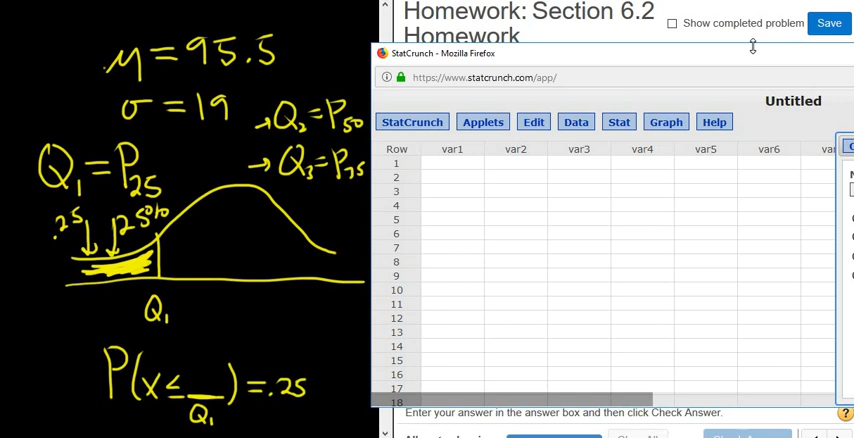 μ = 95.5
σ = 19
→ Q₂ = P₅₀
Q₁ = P₂₅
→ Q₃ = P₇₅
.25
25%
Q₁
P(x ≤ __) = .25
Q₁
Homework: Section 6.2
Homework
Show completed problem
Save
StatCrunch - Mozilla Firefox
https://www.statcrunch.com/app/
Untitled
StatCrunch Applets Edit Data Stat Graph Help
Row var1 var2 var3 var4 var5 var6
1
2
3
4
5
6
7
8
9
10
11
12
13
14
15
16
17
18
Enter your answer in the answer box and then click Check Answer.
?